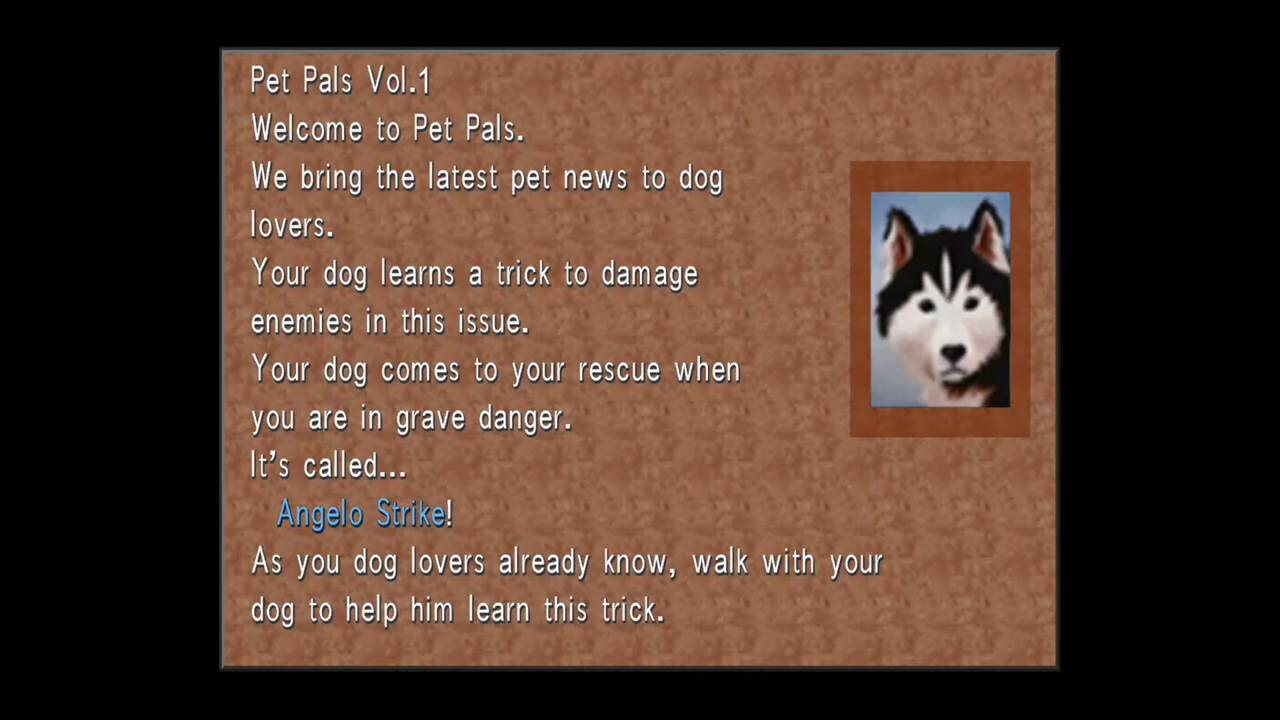 Pet Pals Vol.1
Welcome to Pet Pals.
We bring the latest pet news to dog
lovers.
Your dog learns a trick to damage
enemies in this issue.
Your dog comes to your rescue when
you are in grave danger.
It's called...
Angelo Strike!
As you dog lovers already know, walk with your
dog to help him learn this trick.